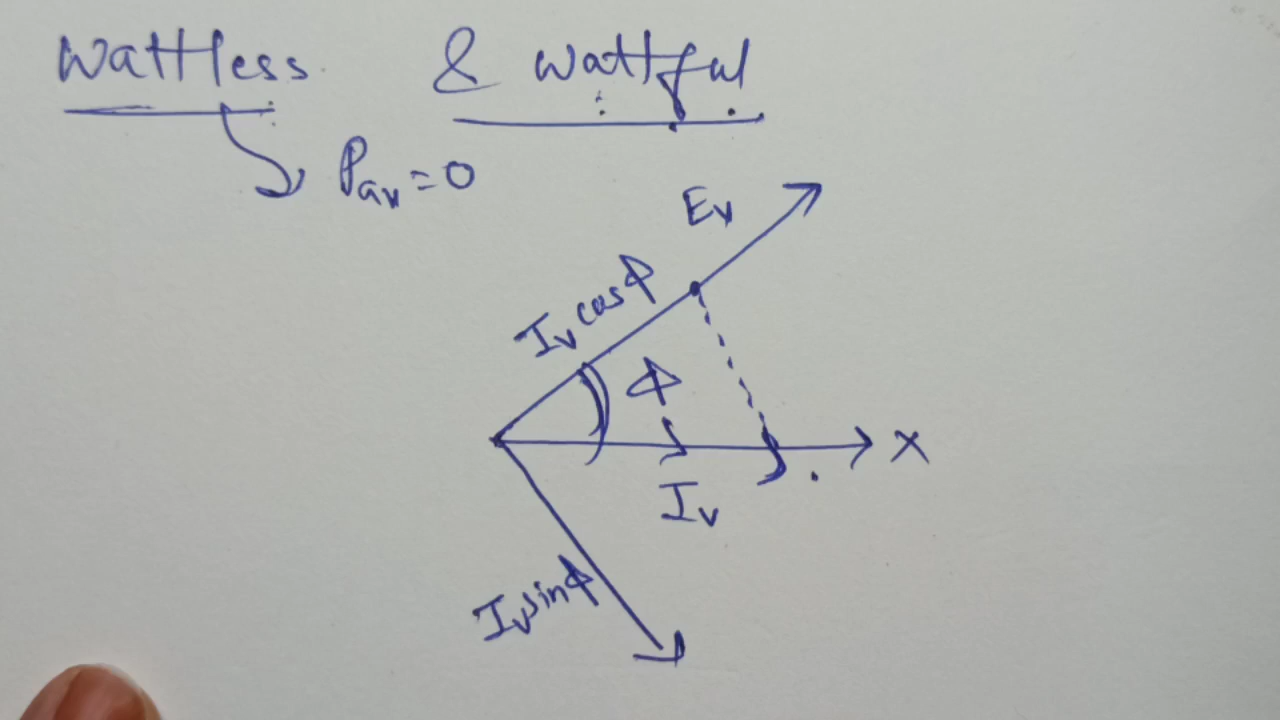 Wattless & wattful
Pav = 0
Ev
Iv cosϕ
ϕ
X
Iv
Iv sinϕ